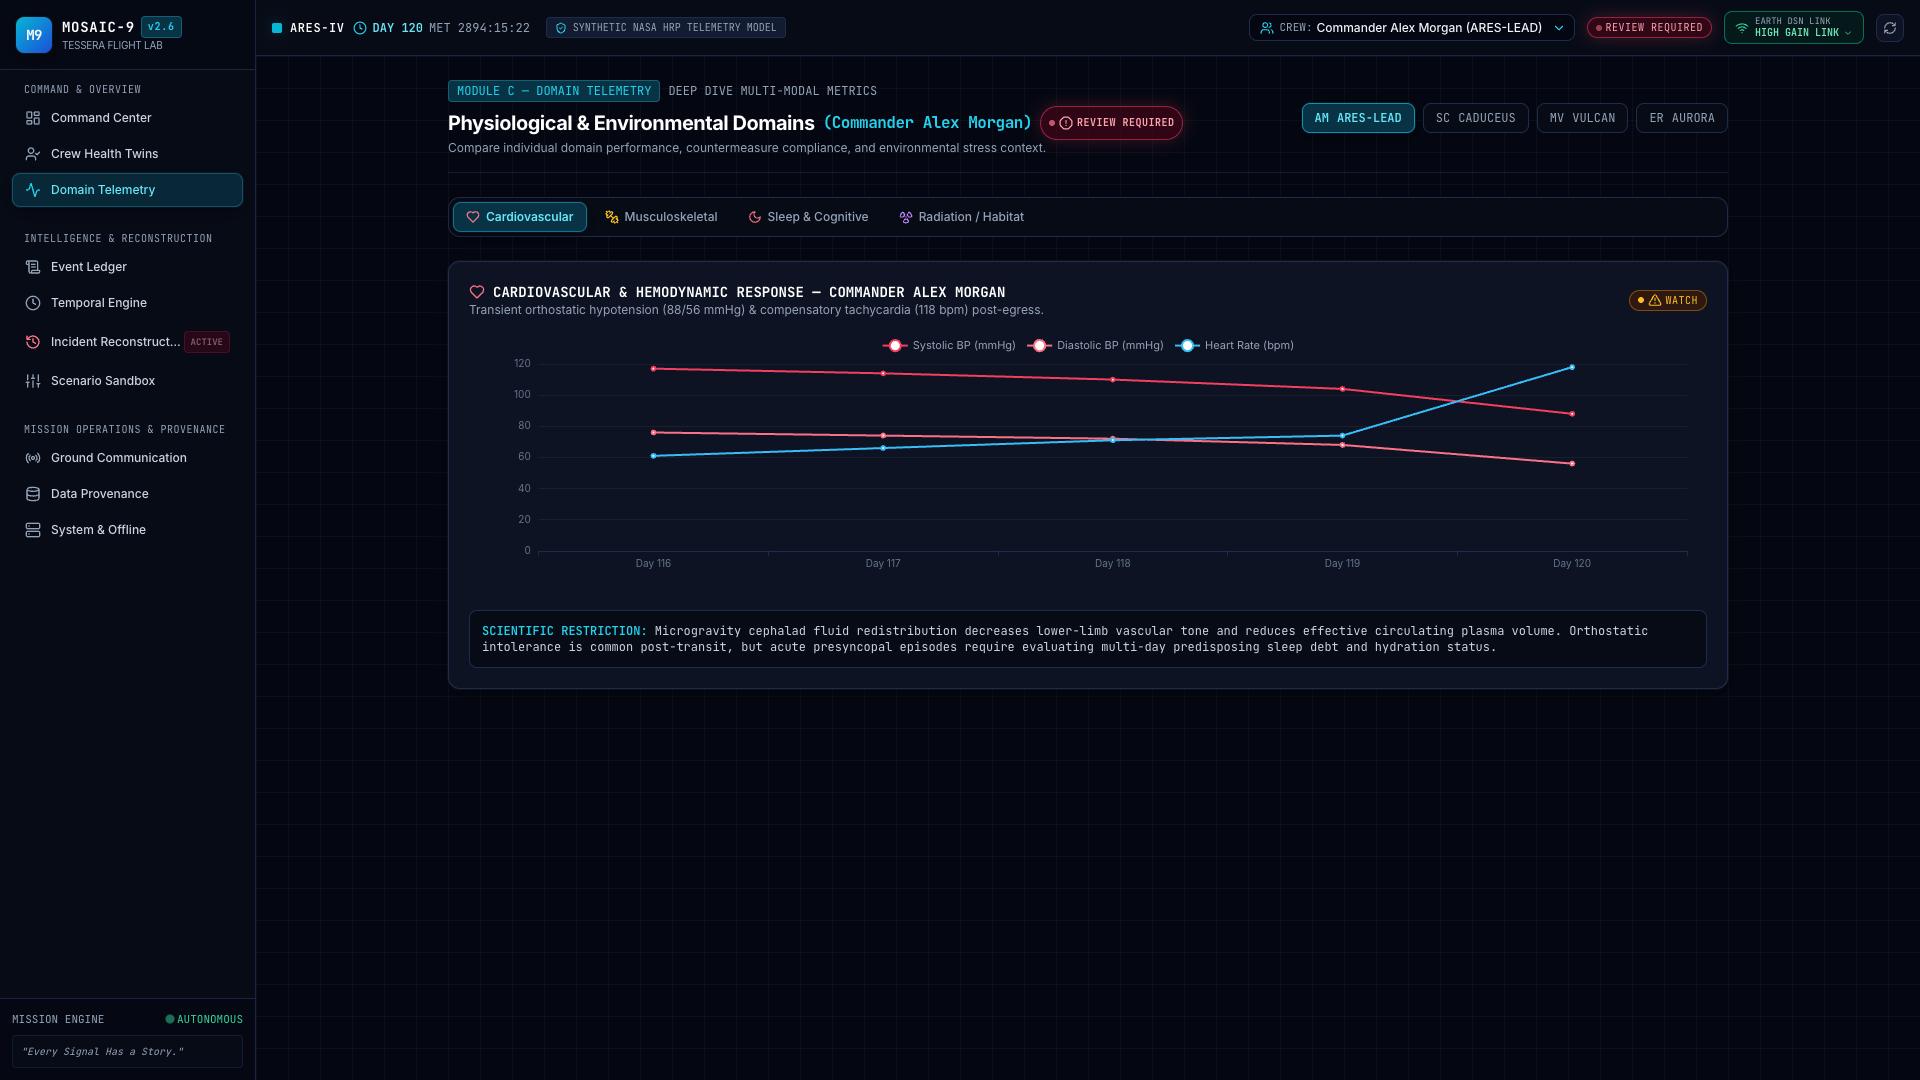 M9
MOSAIC-9 v2.6
TESSERA FLIGHT LAB
COMMAND & OVERVIEW
Command Center
Crew Health Twins
Domain Telemetry
INTELLIGENCE & RECONSTRUCTION
Event Ledger
Temporal Engine
Incident Reconstruct... ACTIVE
Scenario Sandbox
MISSION OPERATIONS & PROVENANCE
Ground Communication
Data Provenance
System & Offline
MISSION ENGINE AUTONOMOUS
"Every Signal Has a Story."
ARES-IV DAY 120 MET 2894:15:22 SYNTHETIC NASA HRP TELEMETRY MODEL
CREW: Commander Alex Morgan (ARES-LEAD) REVIEW REQUIRED
EARTH DSN LINK
HIGH GAIN LINK
MODULE C — DOMAIN TELEMETRY DEEP DIVE MULTI-MODAL METRICS
Physiological & Environmental Domains (Commander Alex Morgan) REVIEW REQUIRED
Compare individual domain performance, countermeasure compliance, and environmental stress context.
AM ARES-LEAD SC CADUCEUS MV VULCAN ER AURORA
Cardiovascular Musculoskeletal Sleep & Cognitive Radiation / Habitat
CARDIOVASCULAR & HEMODYNAMIC RESPONSE — COMMANDER ALEX MORGAN
Transient orthostatic hypotension (88/56 mmHg) & compensatory tachycardia (118 bpm) post-egress.
WATCH
Systolic BP (mmHg) Diastolic BP (mmHg) Heart Rate (bpm)
120
100
80
60
40
20
0
Day 116 Day 117 Day 118 Day 119 Day 120
SCIENTIFIC RESTRICTION: Microgravity cephalad fluid redistribution decreases lower-limb vascular tone and reduces effective circulating plasma volume. Orthostatic
intolerance is common post-transit, but acute presyncopal episodes require evaluating multi-day predisposing sleep debt and hydration status.